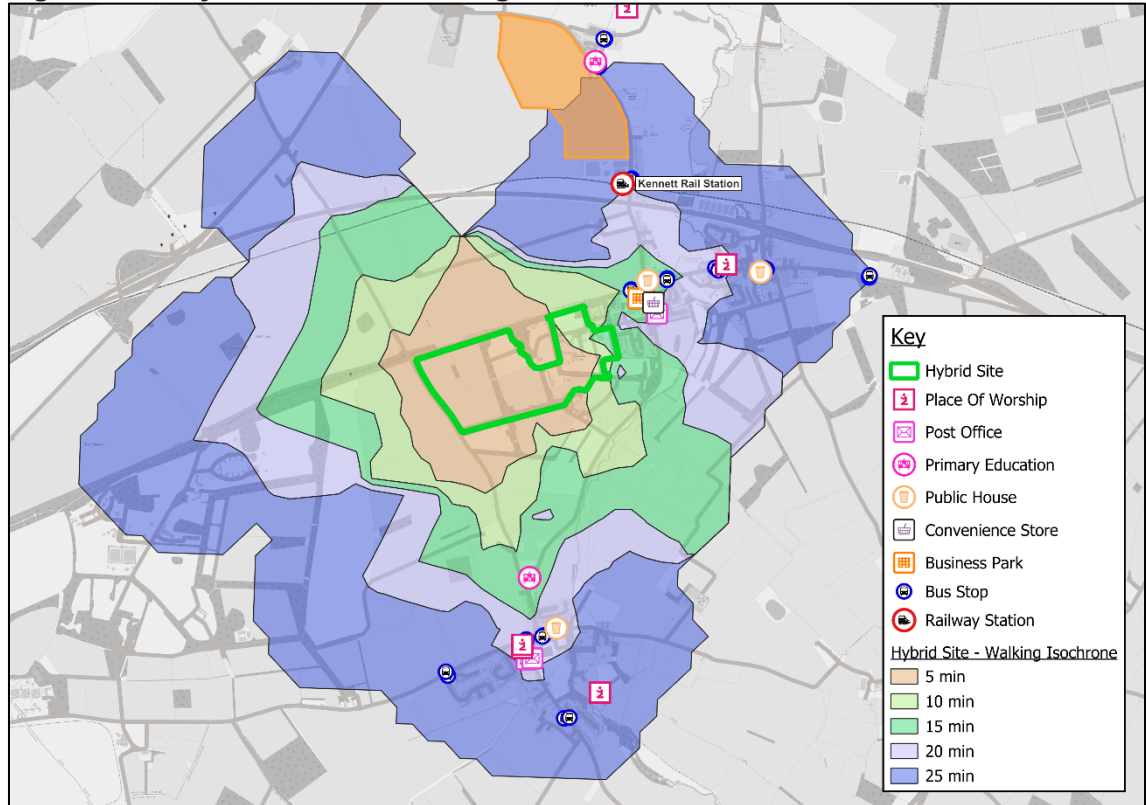 Kennett Rail Station
Key
Hybrid Site
Place Of Worship
Post Office
Primary Education
Public House
Convenience Store
Business Park
Bus Stop
Railway Station
Hybrid Site - Walking Isochrone
5 min
10 min
15 min
20 min
25 min